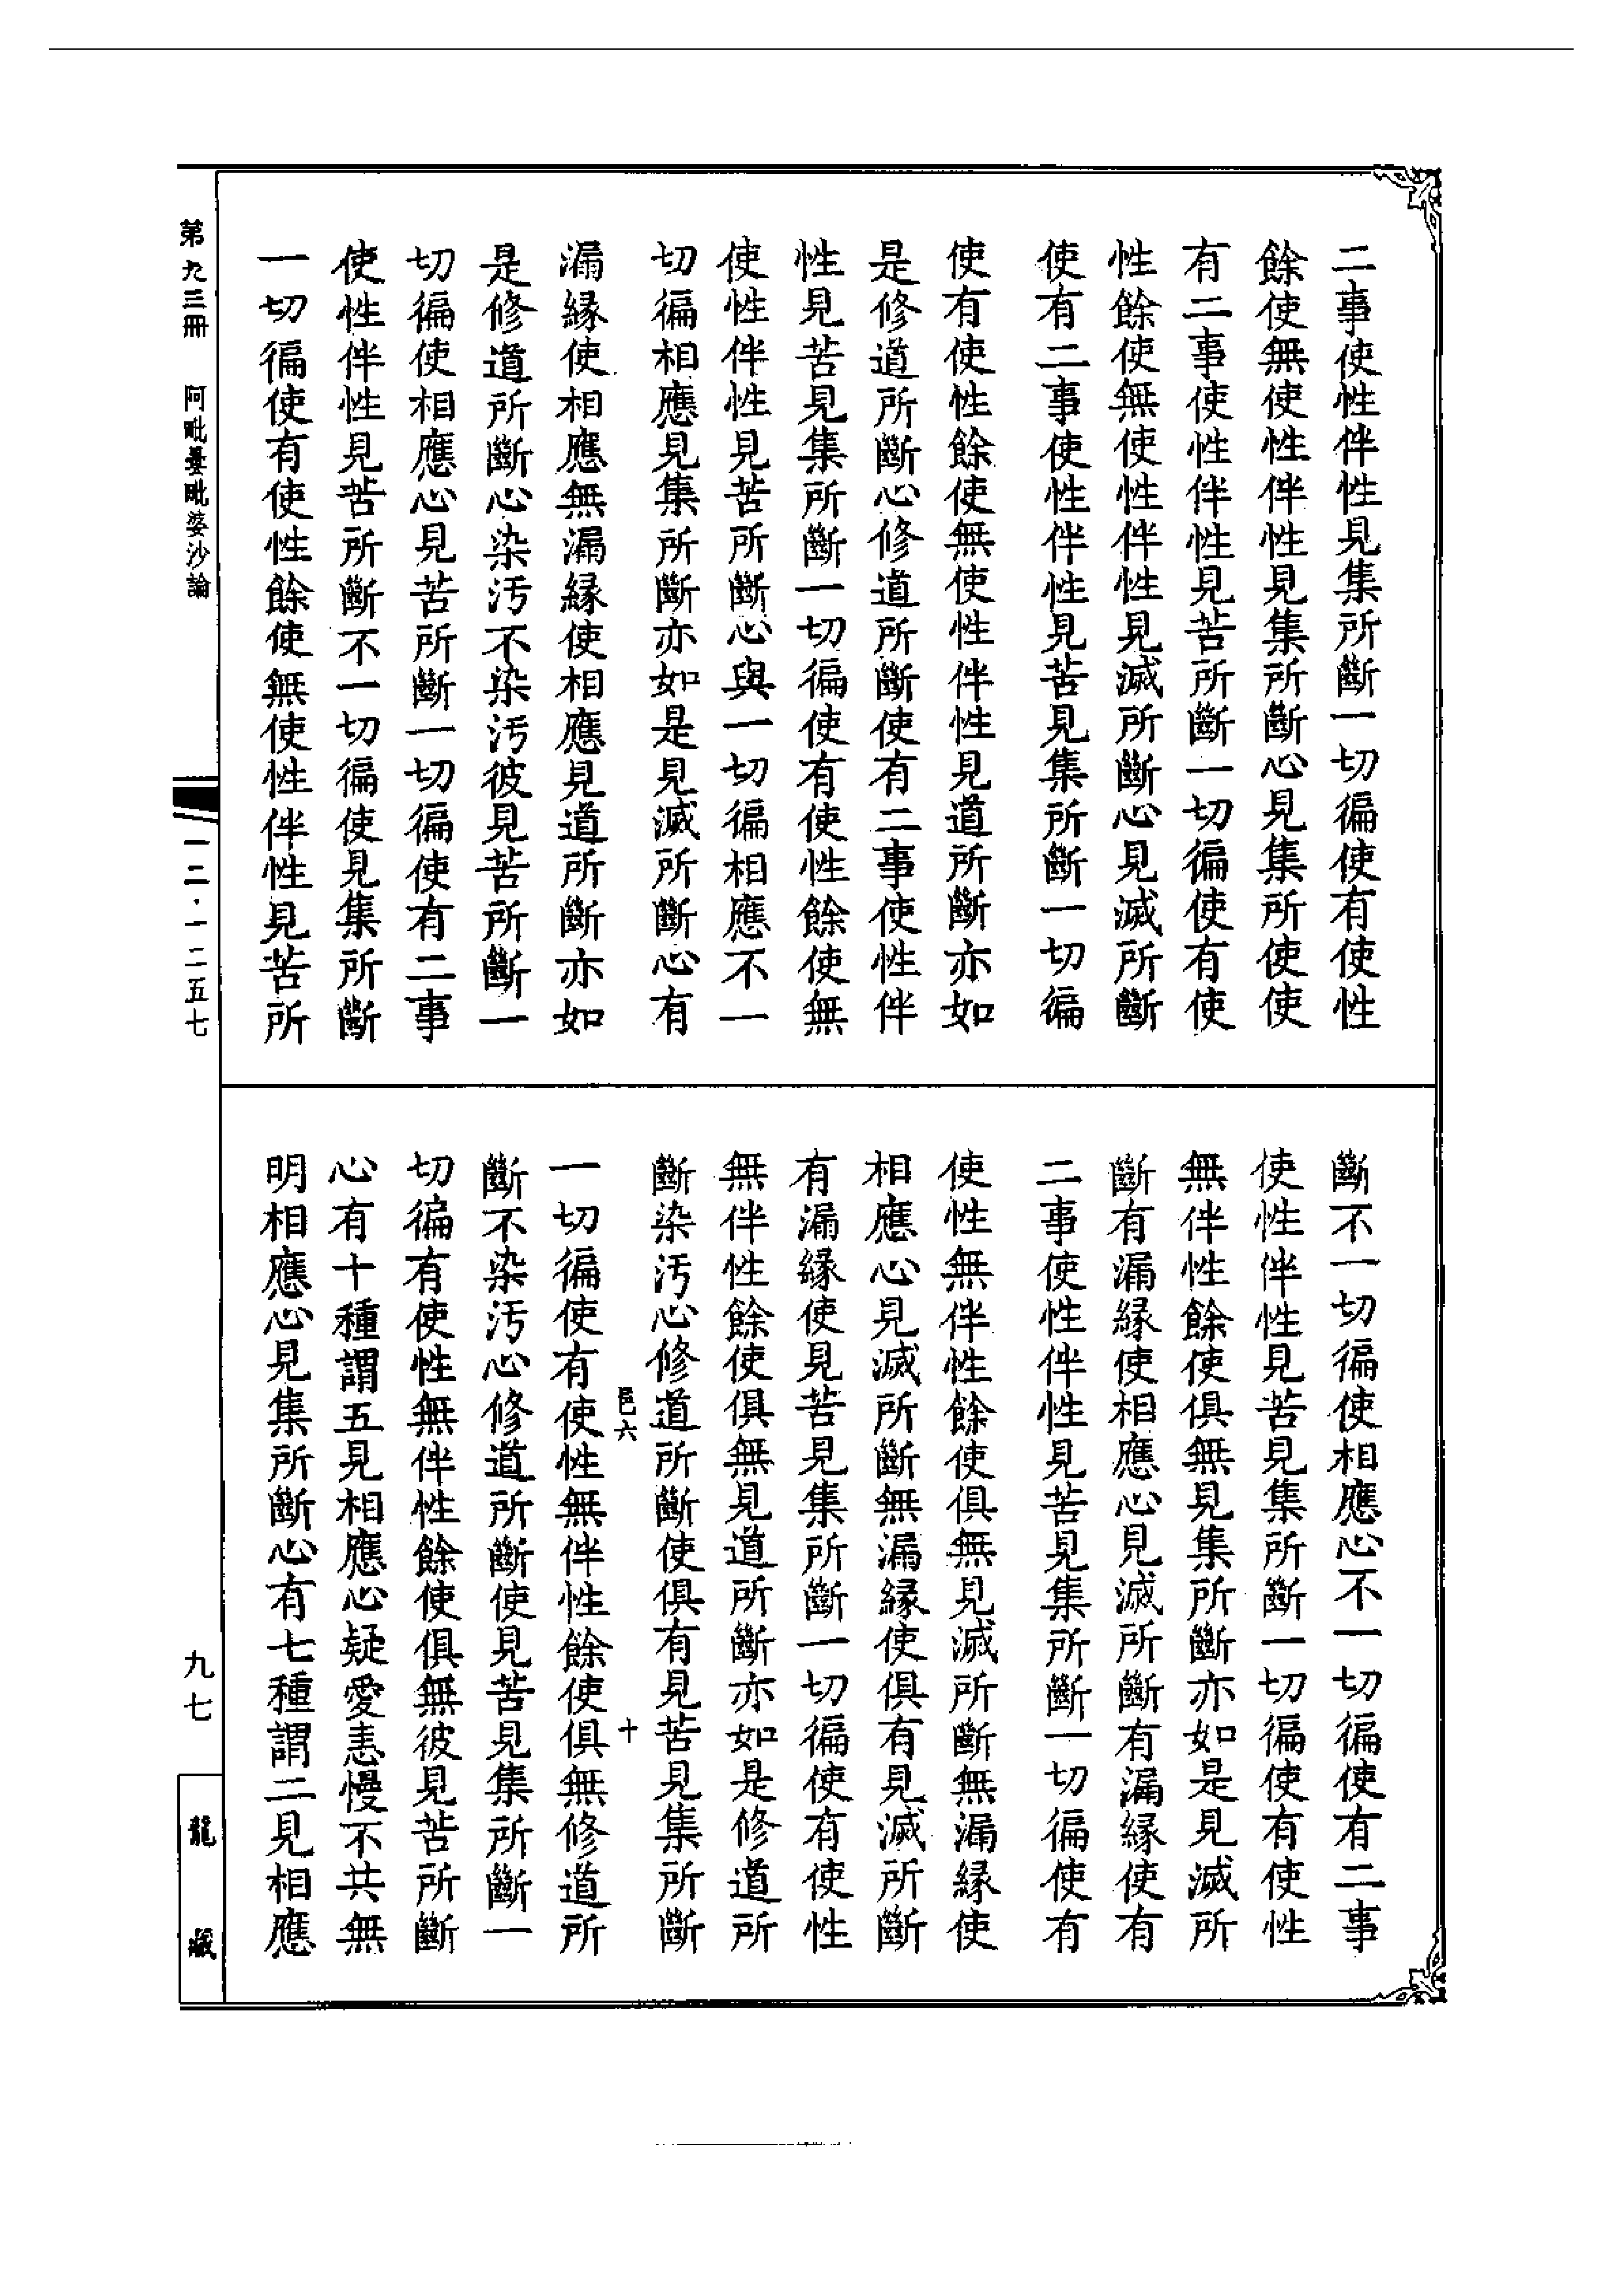 二事使性伴性見集所斷一切徧使有使性
餘使無使性伴性見集所斷心見集所使使
有二事使性伴性見苦所斷一切徧使有使
性餘使無使性伴性見滅所斷心見滅所斷
使有二事使性伴性見苦見集所斷一切徧
使有使性餘使無使性伴性見道所斷亦如
是修道所斷心修道所斷使有二事使性伴
性見苦見集所斷一切徧使有使性餘使無
使性伴性見苦所斷心與一切徧相應不一
切徧相應見集所斷亦如是見滅所斷心有
漏緣使相應無漏緣使相應見道所斷亦如
是修道所斷心染汚不染汚彼見苦所斷一
切徧使相應心見苦所斷一切徧使有二事
使性伴性見苦所斷不一切徧使見集所斷
一切徧使有使性餘使無使性伴性見苦所
斷不一切徧使相應心不一切徧使有二事
使性伴性見苦見集所斷一切徧使有使性
無伴性餘使俱無見集所斷亦如是見滅所
斷有漏緣使相應心見滅所斷有漏緣使有
二事使性伴性見苦見集所斷一切徧使有
使性無伴性餘使俱無見滅所斷無漏緣使
相應心見滅所斷無漏緣使俱有見滅所斷
有漏緣使見苦見集所斷一切徧使有使性
無伴性餘使俱無見道所斷亦如是修道所
斷染汚心修道所斷使俱有見苦見集所斷
邑六 十
一切徧使有使性無伴性餘使俱無修道所
斷不染汚心修道所斷使見苦見集所斷一
切徧有使性無伴性餘使俱無彼見苦所斷
心有十種謂五見相應心疑愛恚慢不共無
明相應心見集所斷心有七種謂二見相應
第九三冊 阿毗曇毗婆沙論
一二·一二五七
九七
龍藏